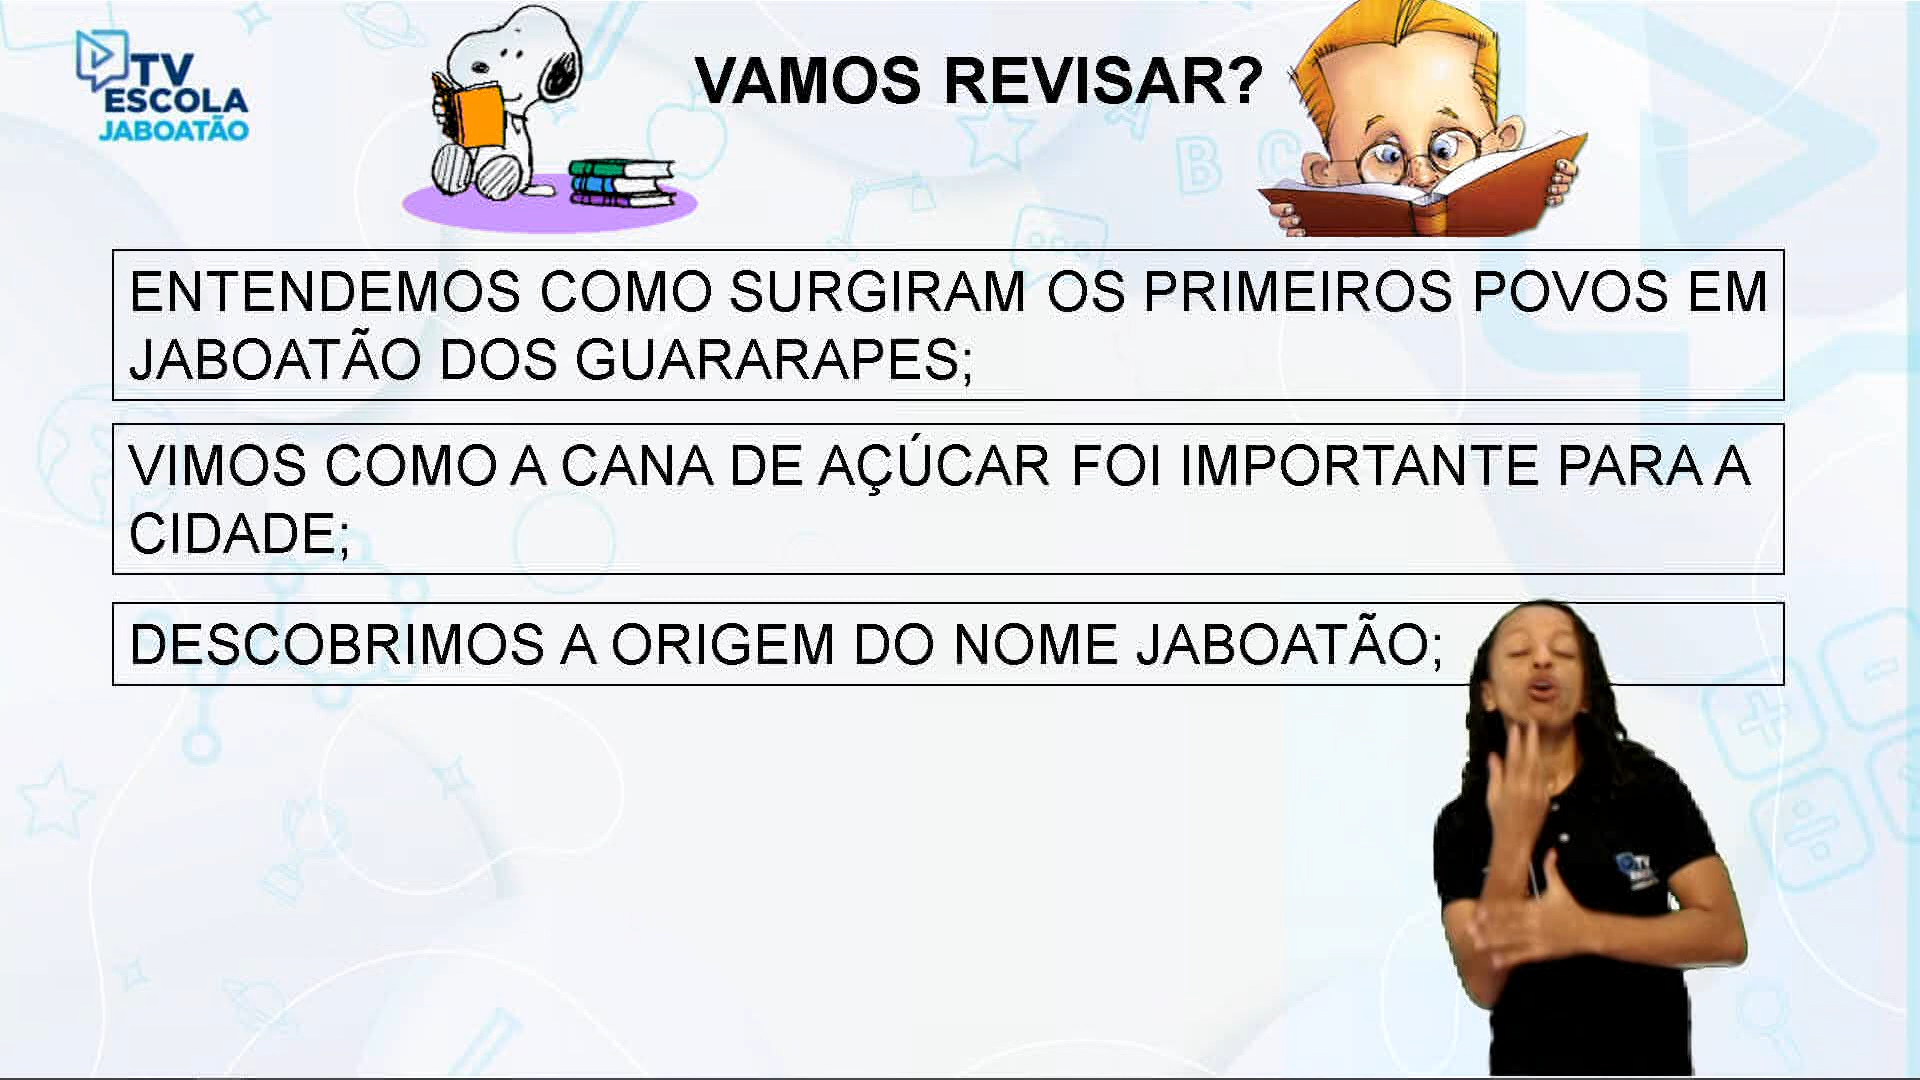 TV
ESCOLA
JABOATÃO
VAMOS REVISAR?
ENTENDEMOS COMO SURGIRAM OS PRIMEIROS POVOS EM
JABOATÃO DOS GUARARAPES;
VIMOS COMO A CANA DE AÇÚCAR FOI IMPORTANTE PARA A
CIDADE;
DESCOBRIMOS A ORIGEM DO NOME JABOATÃO;
A B C
TV